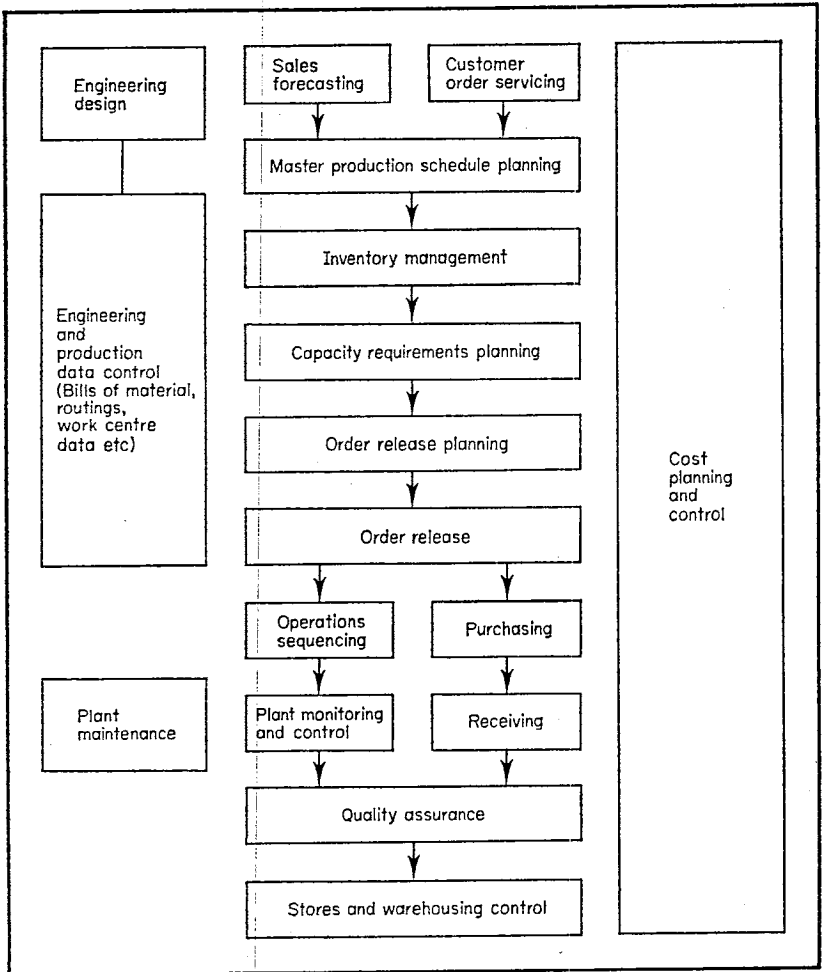 Engineering
design
Sales
forecasting
Customer
order servicing
Master production schedule planning
Inventory management
Engineering
and
production
data control
(Bills of material,
routings,
work centre
data etc)
Capacity requirements planning
Order release planning
Order release
Cost
planning
and
control
Operations
sequencing
Purchasing
Plant
maintenance
Plant monitoring
and control
Receiving
Quality assurance
Stores and warehousing control